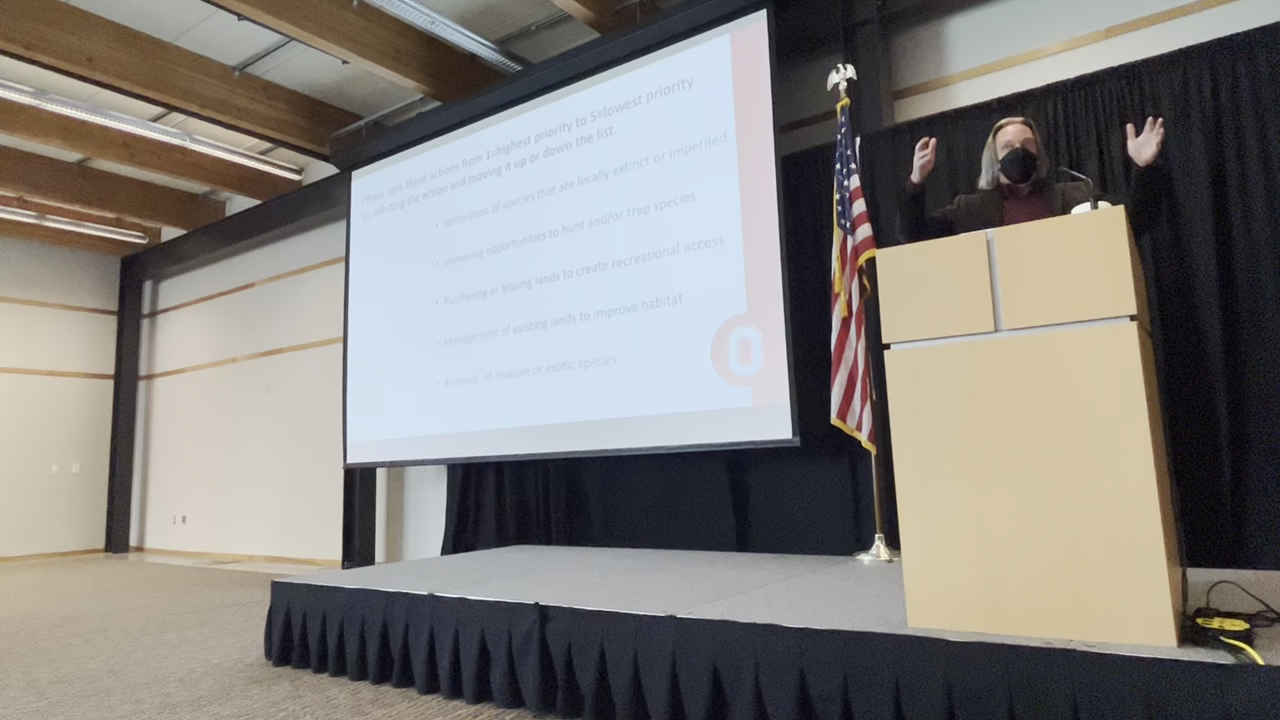 Please rank these actions from 1=highest priority to 5=lowest priority
by selecting the action and moving it up or down the list.
• Restoration of species that are locally extinct or imperiled
• Increasing opportunities to hunt and/or trap species
• Purchasing or leasing lands to create recreational access
• Management of existing lands to improve habitat
• Removal of invasive or exotic species
O